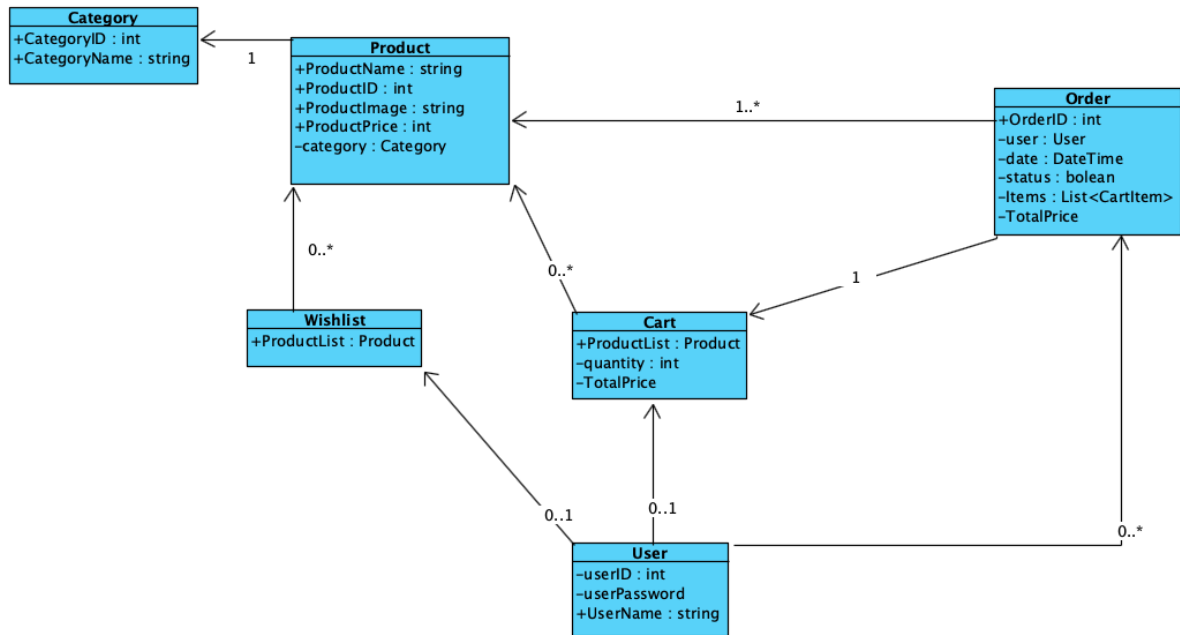 Category
+CategoryID : int
+CategoryName : string
1
Product
+ProductName : string
+ProductID : int
+ProductImage : string
+ProductPrice : int
-category : Category
1..*
Order
+OrderID : int
-user : User
-date : DateTime
-status : bolean
-Items : List<CartItem>
-TotalPrice
0..*
0..*
1
Wishlist
+ProductList : Product
Cart
+ProductList : Product
-quantity : int
-TotalPrice
0..1
0..1
0..*
User
-userID : int
-userPassword
+UserName : string